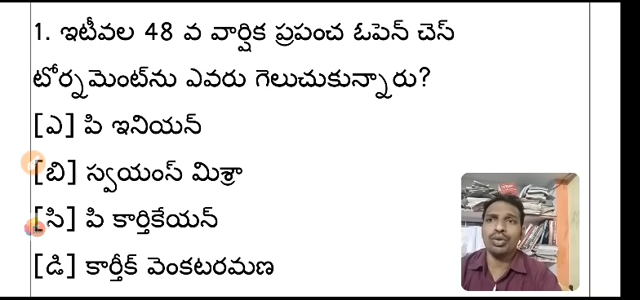 1. ఇటీవల 48 వ వార్షిక ప్రపంచ ఓపెన్ చెస్
టోర్నమెంట్‌ను ఎవరు గెలుచుకున్నారు?
[ఎ] పి ఇనియన్
[బి] స్వయంస్ మిశ్రా
[సి] పి కార్తికేయన్
[డి] కార్తీక్ వెంకటరమణ